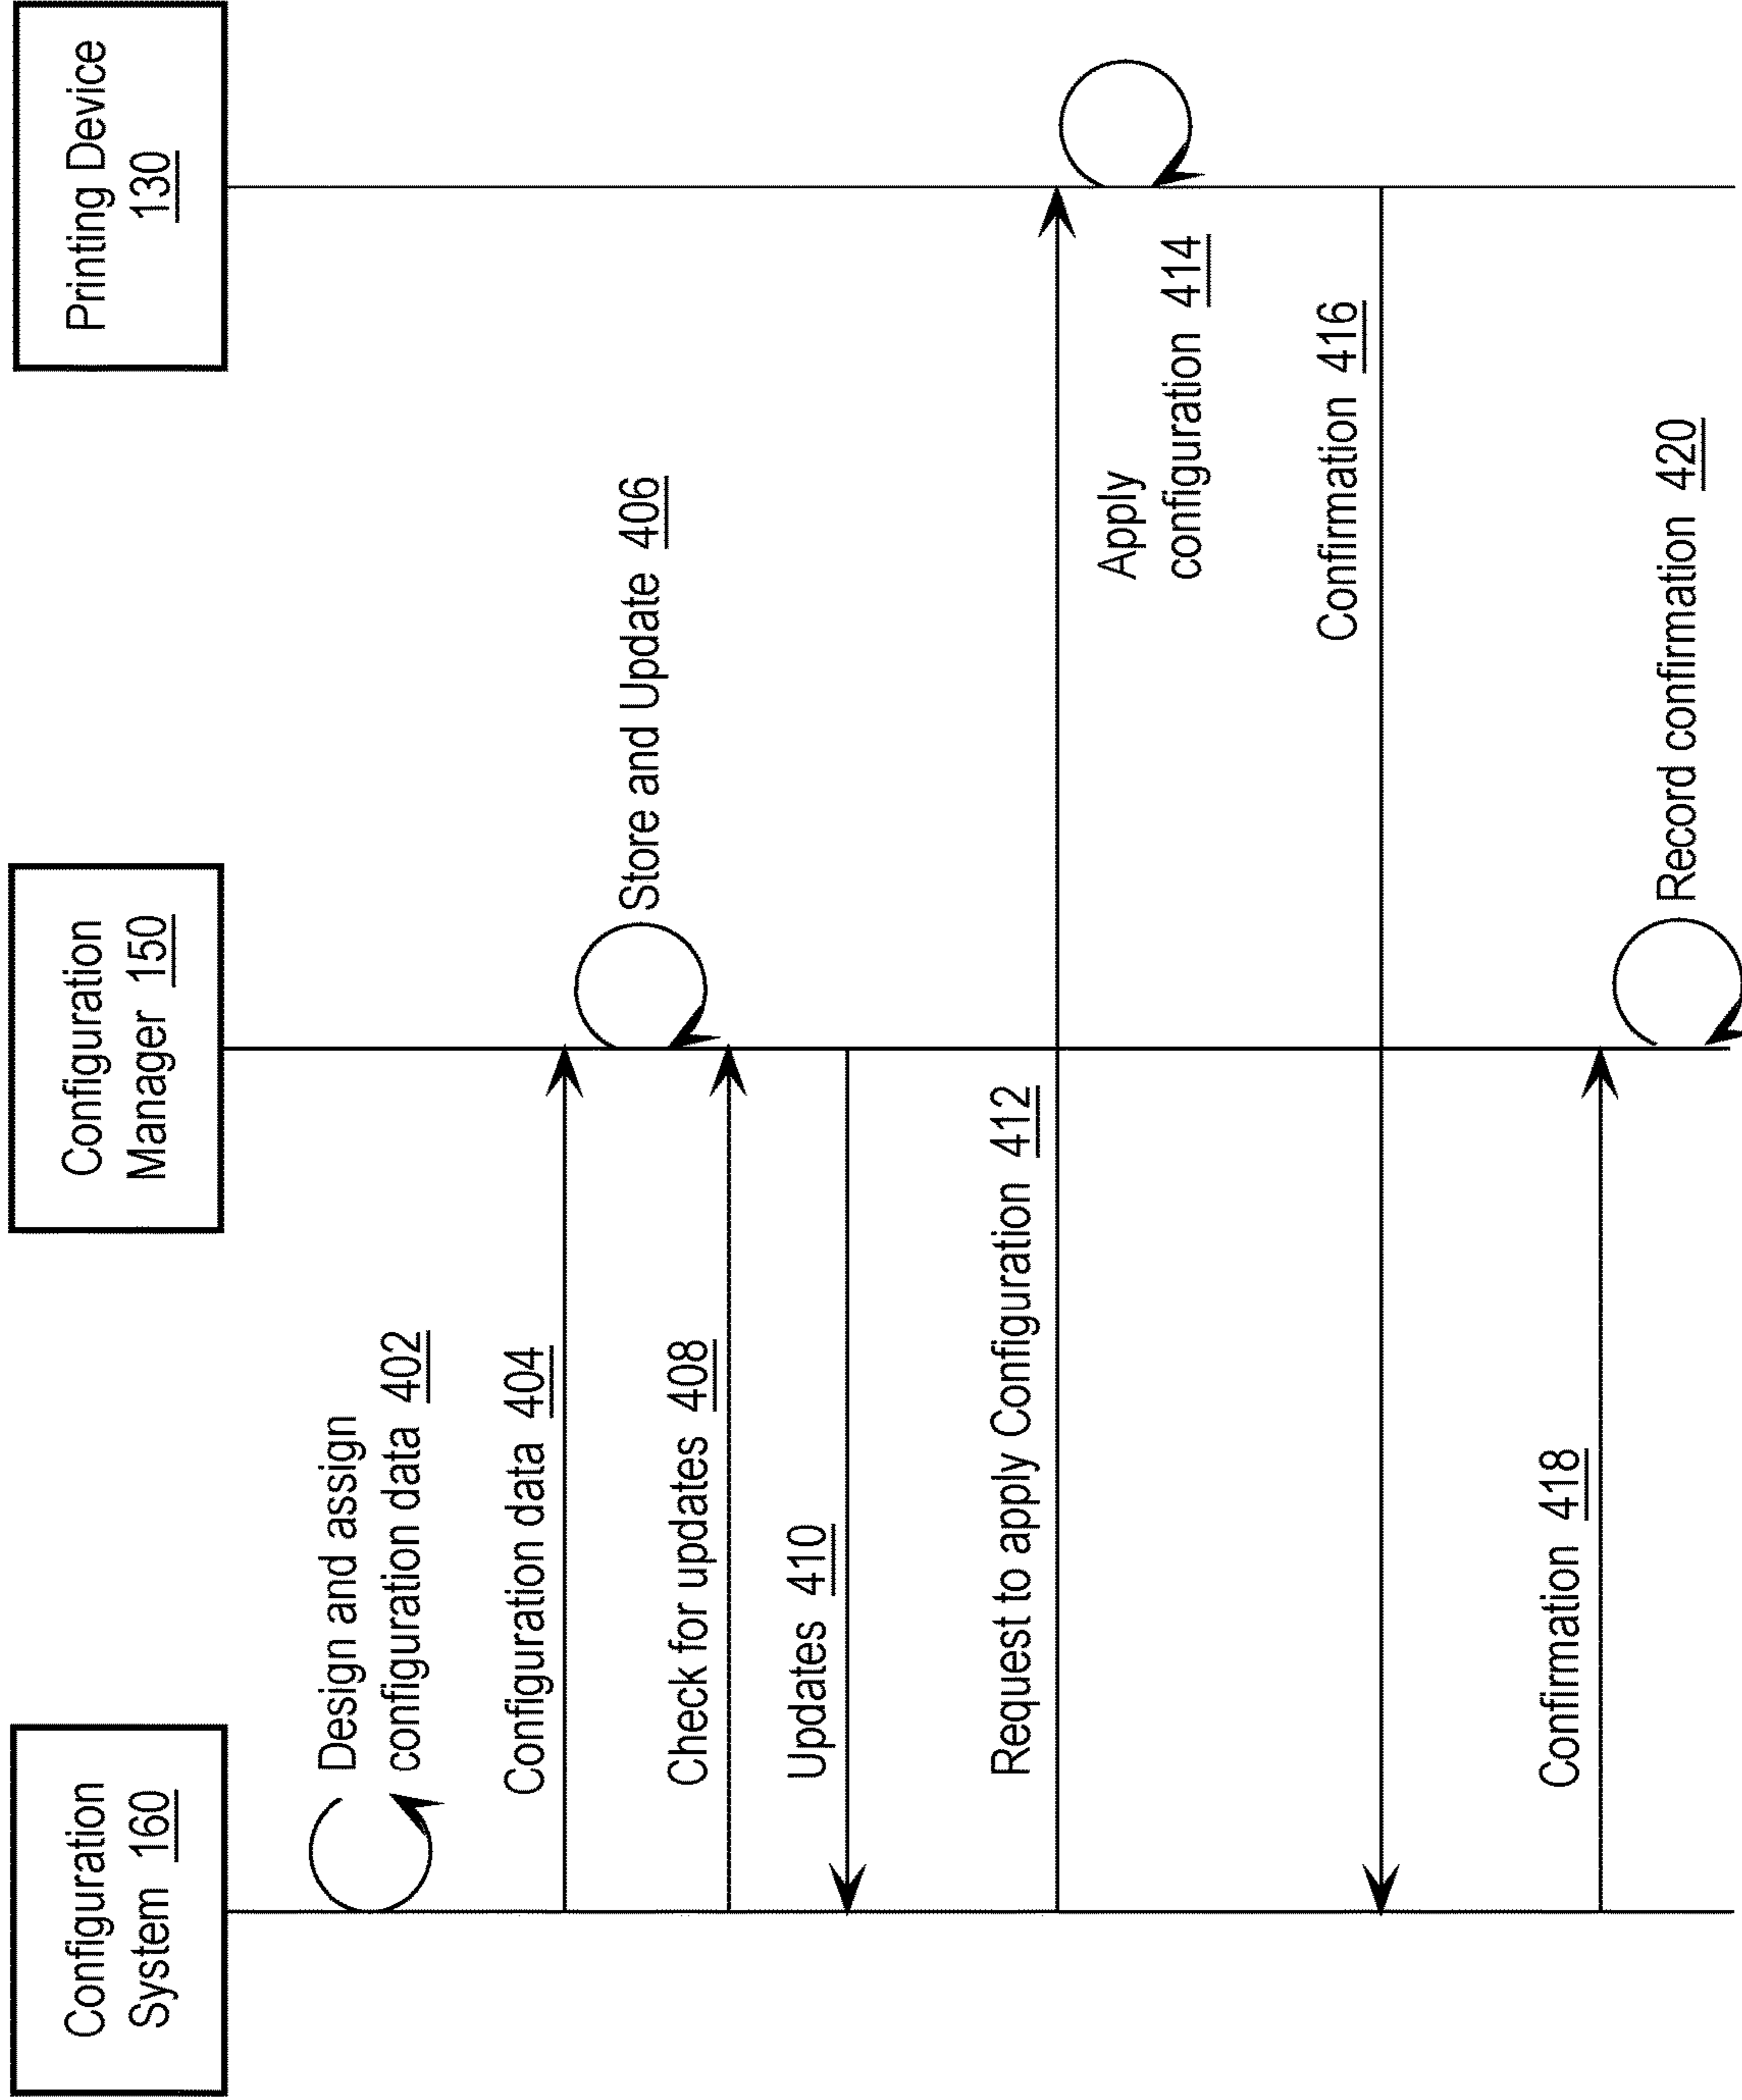 Configuration
System 160
Configuration
Manager 150
Printing Device
130
Design and assign
configuration data 402
Configuration data 404
Store and Update 406
Check for updates 408
Updates 410
Request to apply Configuration 412
Apply
configuration 414
Confirmation 416
Confirmation 418
Record confirmation 420